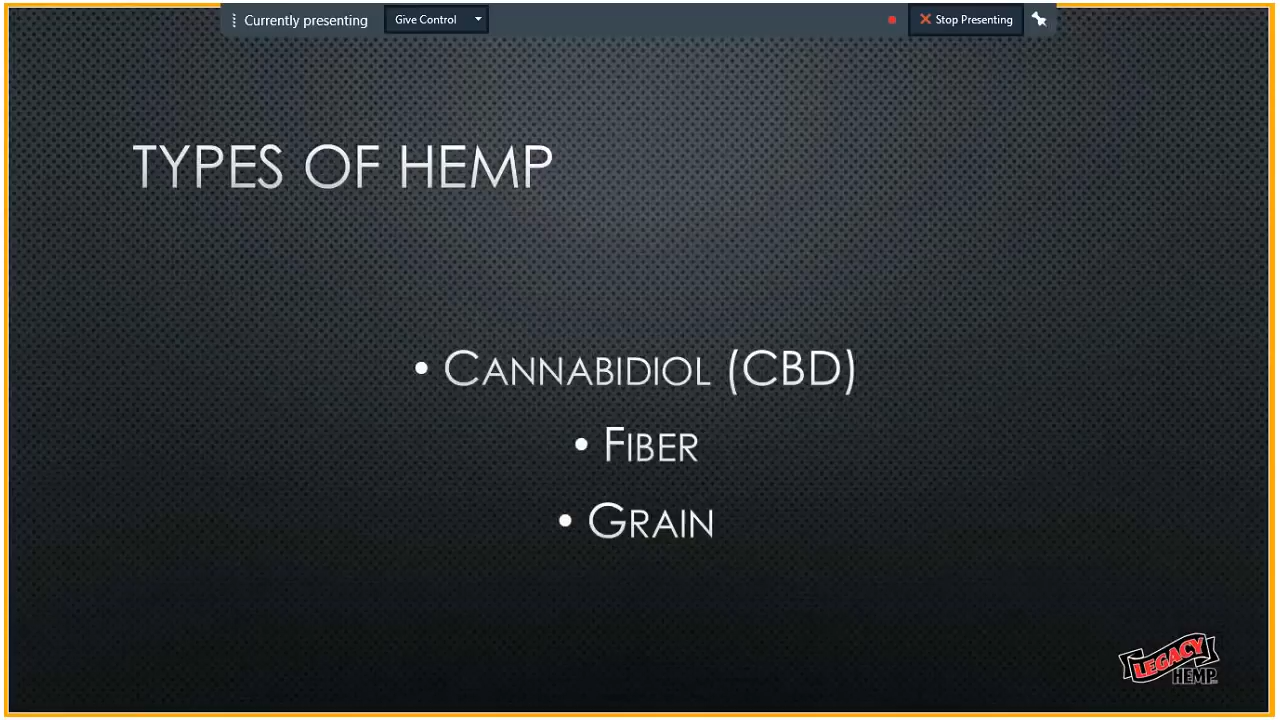 Currently presenting
Give Control
Stop Presenting
TYPES OF HEMP
• CANNABIDIOL (CBD)
• FIBER
• GRAIN
LEGACY
HEMP